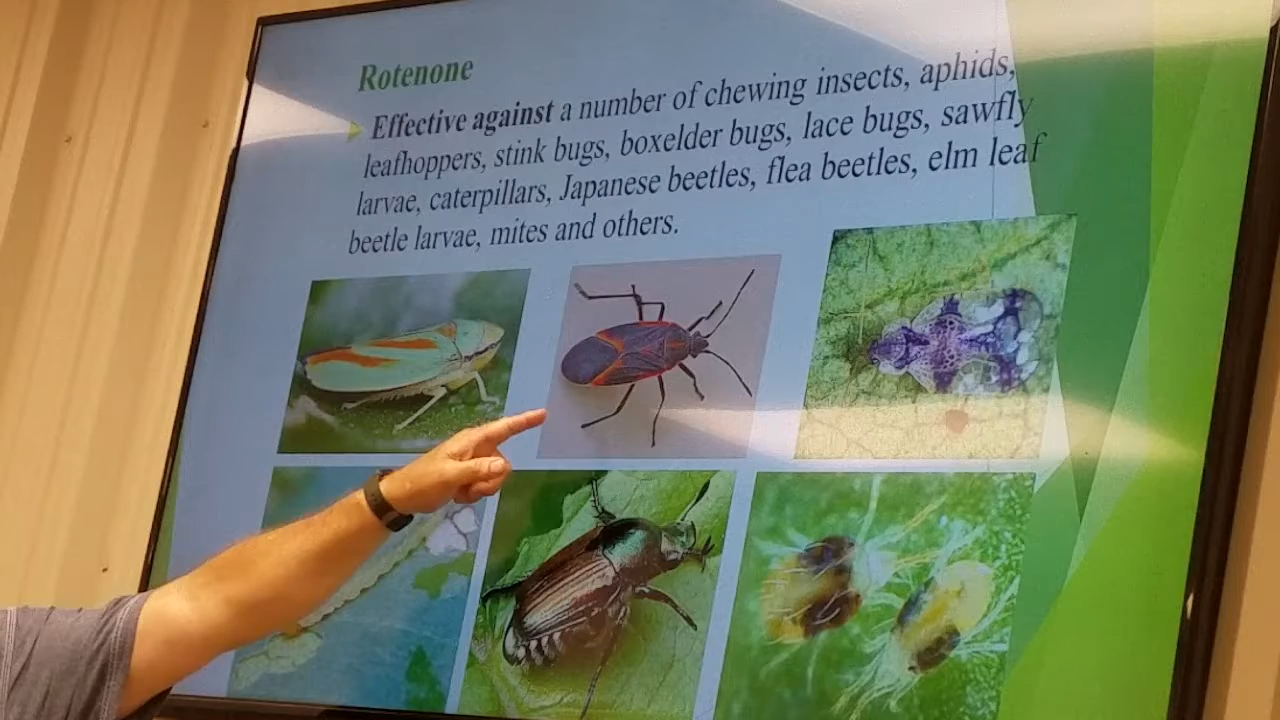 Rotenone
Effective against a number of chewing insects, aphids,
leafhoppers, stink bugs, boxelder bugs, lace bugs, sawfly
larvae, caterpillars, Japanese beetles, flea beetles, elm leaf
beetle larvae, mites and others.